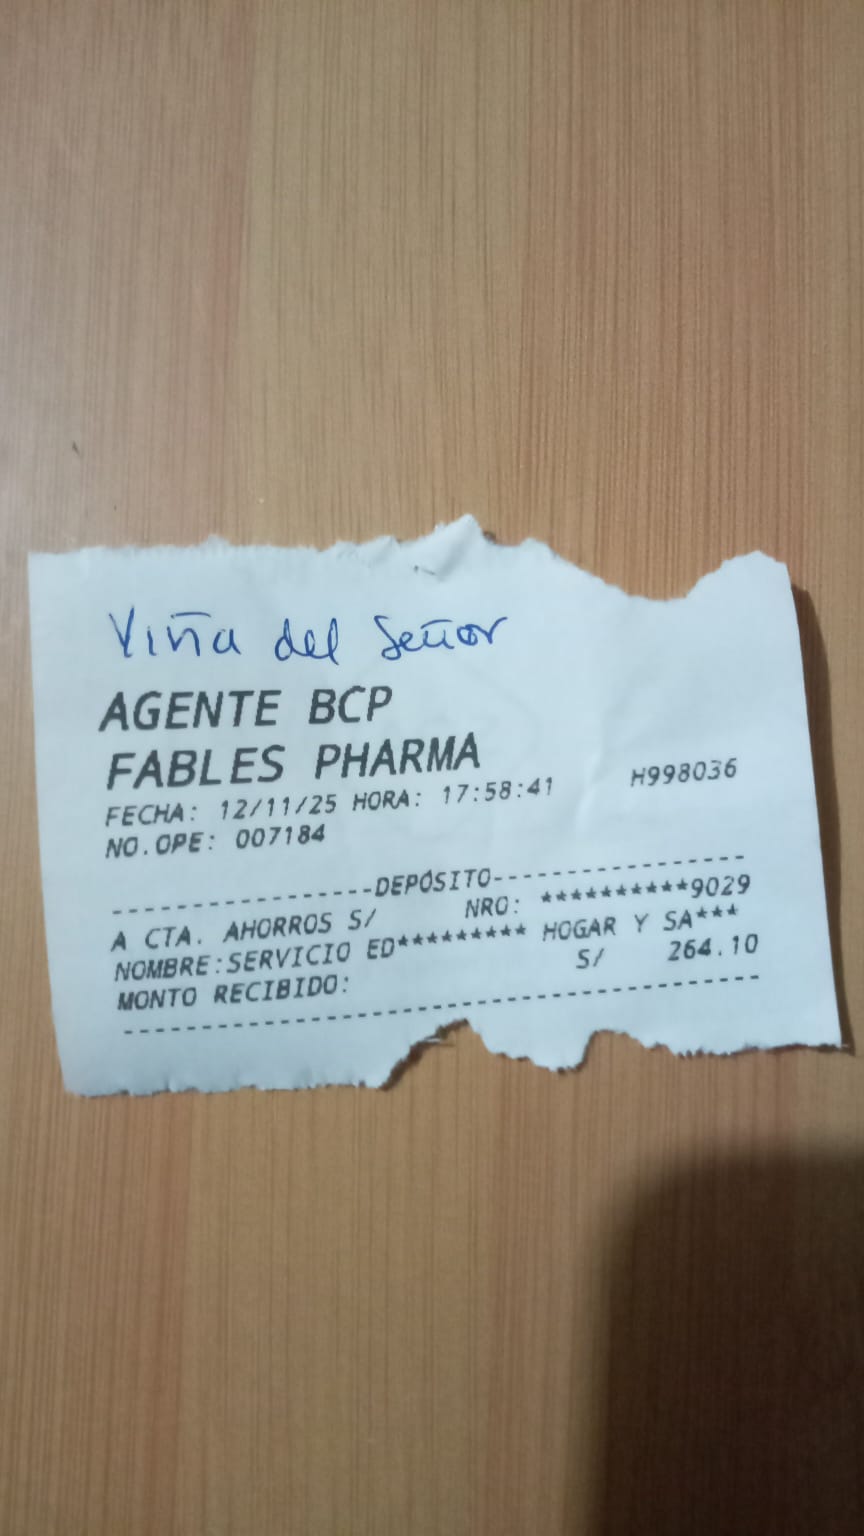 Viña del Señor
AGENTE BCP
FABLES PHARMA
FECHA: 12/11/25 HORA: 17:58:41 H998036
NO.OPE: 007184
--------------------DEPÓSITO--------------------
A CTA. AHORROS S/ NRO: **********9029
NOMBRE:SERVICIO ED********* HOGAR Y SA***
MONTO RECIBIDO: S/ 264.10
--------------------------------------------------